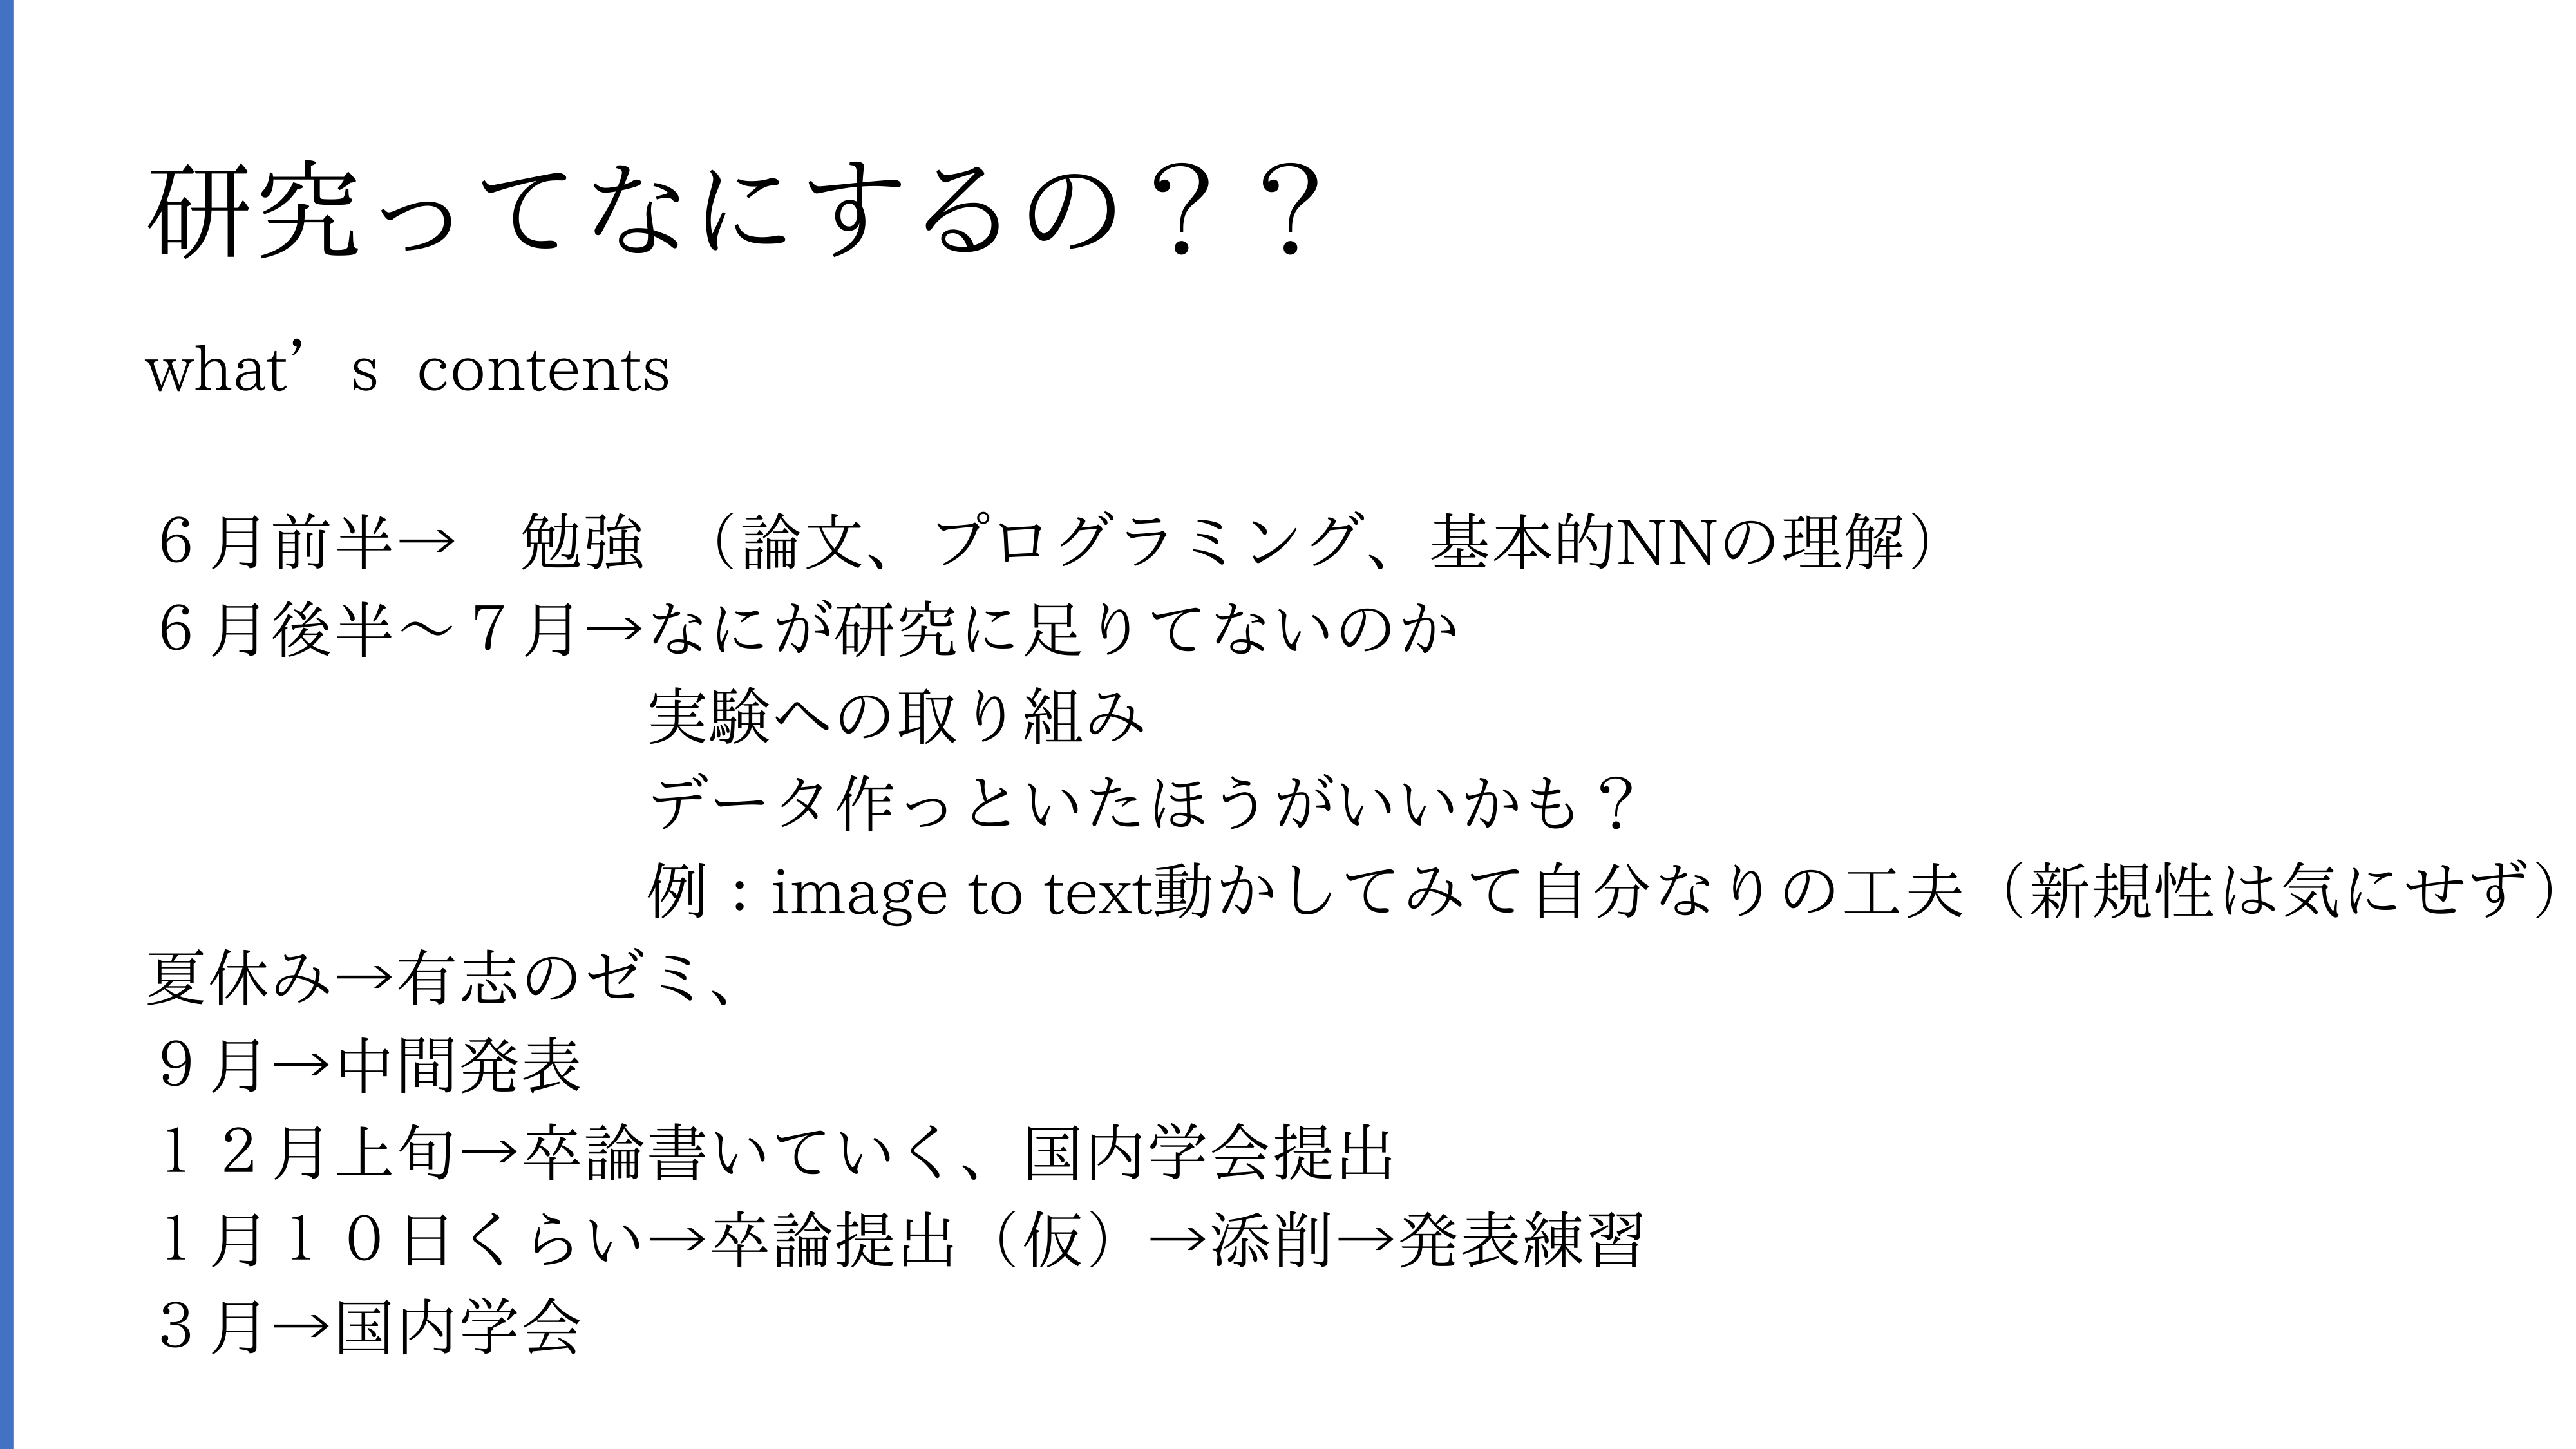 研究ってなにするの？？
what’s contents
６月前半→　勉強　（論文、プログラミング、基本的NNの理解）
６月後半～７月→なにが研究に足りてないのか
実験への取り組み
データ作っといたほうがいいかも？
例：image to text動かしてみて自分なりの工夫（新規性は気にせず）
夏休み→有志のゼミ、
９月→中間発表
１２月上旬→卒論書いていく、国内学会提出
１月１０日くらい→卒論提出（仮）→添削→発表練習
３月→国内学会